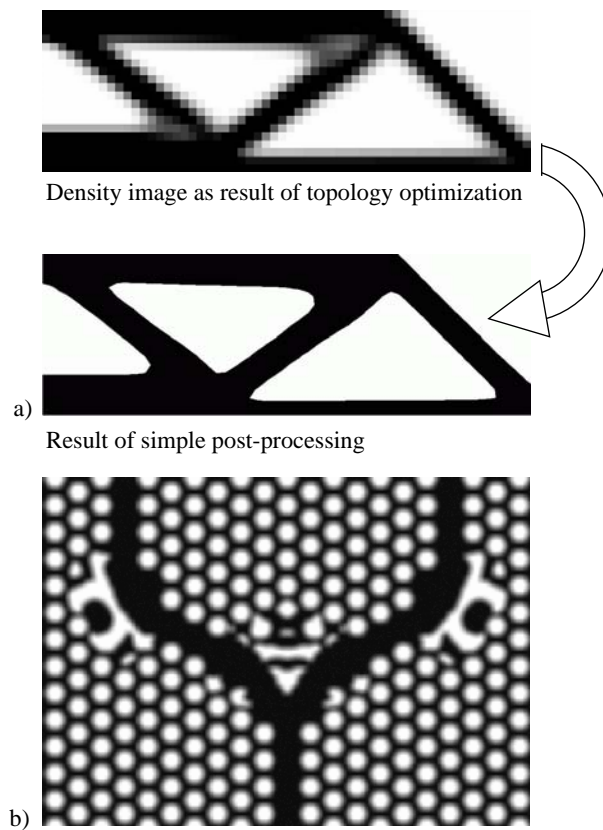 Density image as result of topology optimization
a)
Result of simple post-processing
b)